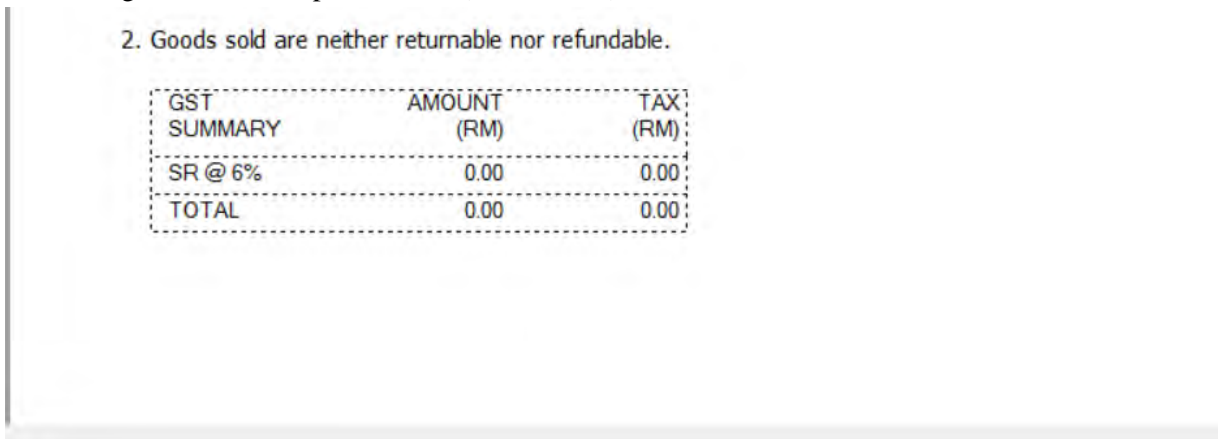 2. Goods sold are neither returnable nor refundable.
GST AMOUNT TAX
SUMMARY (RM) (RM)
SR @ 6% 0.00 0.00
TOTAL 0.00 0.00